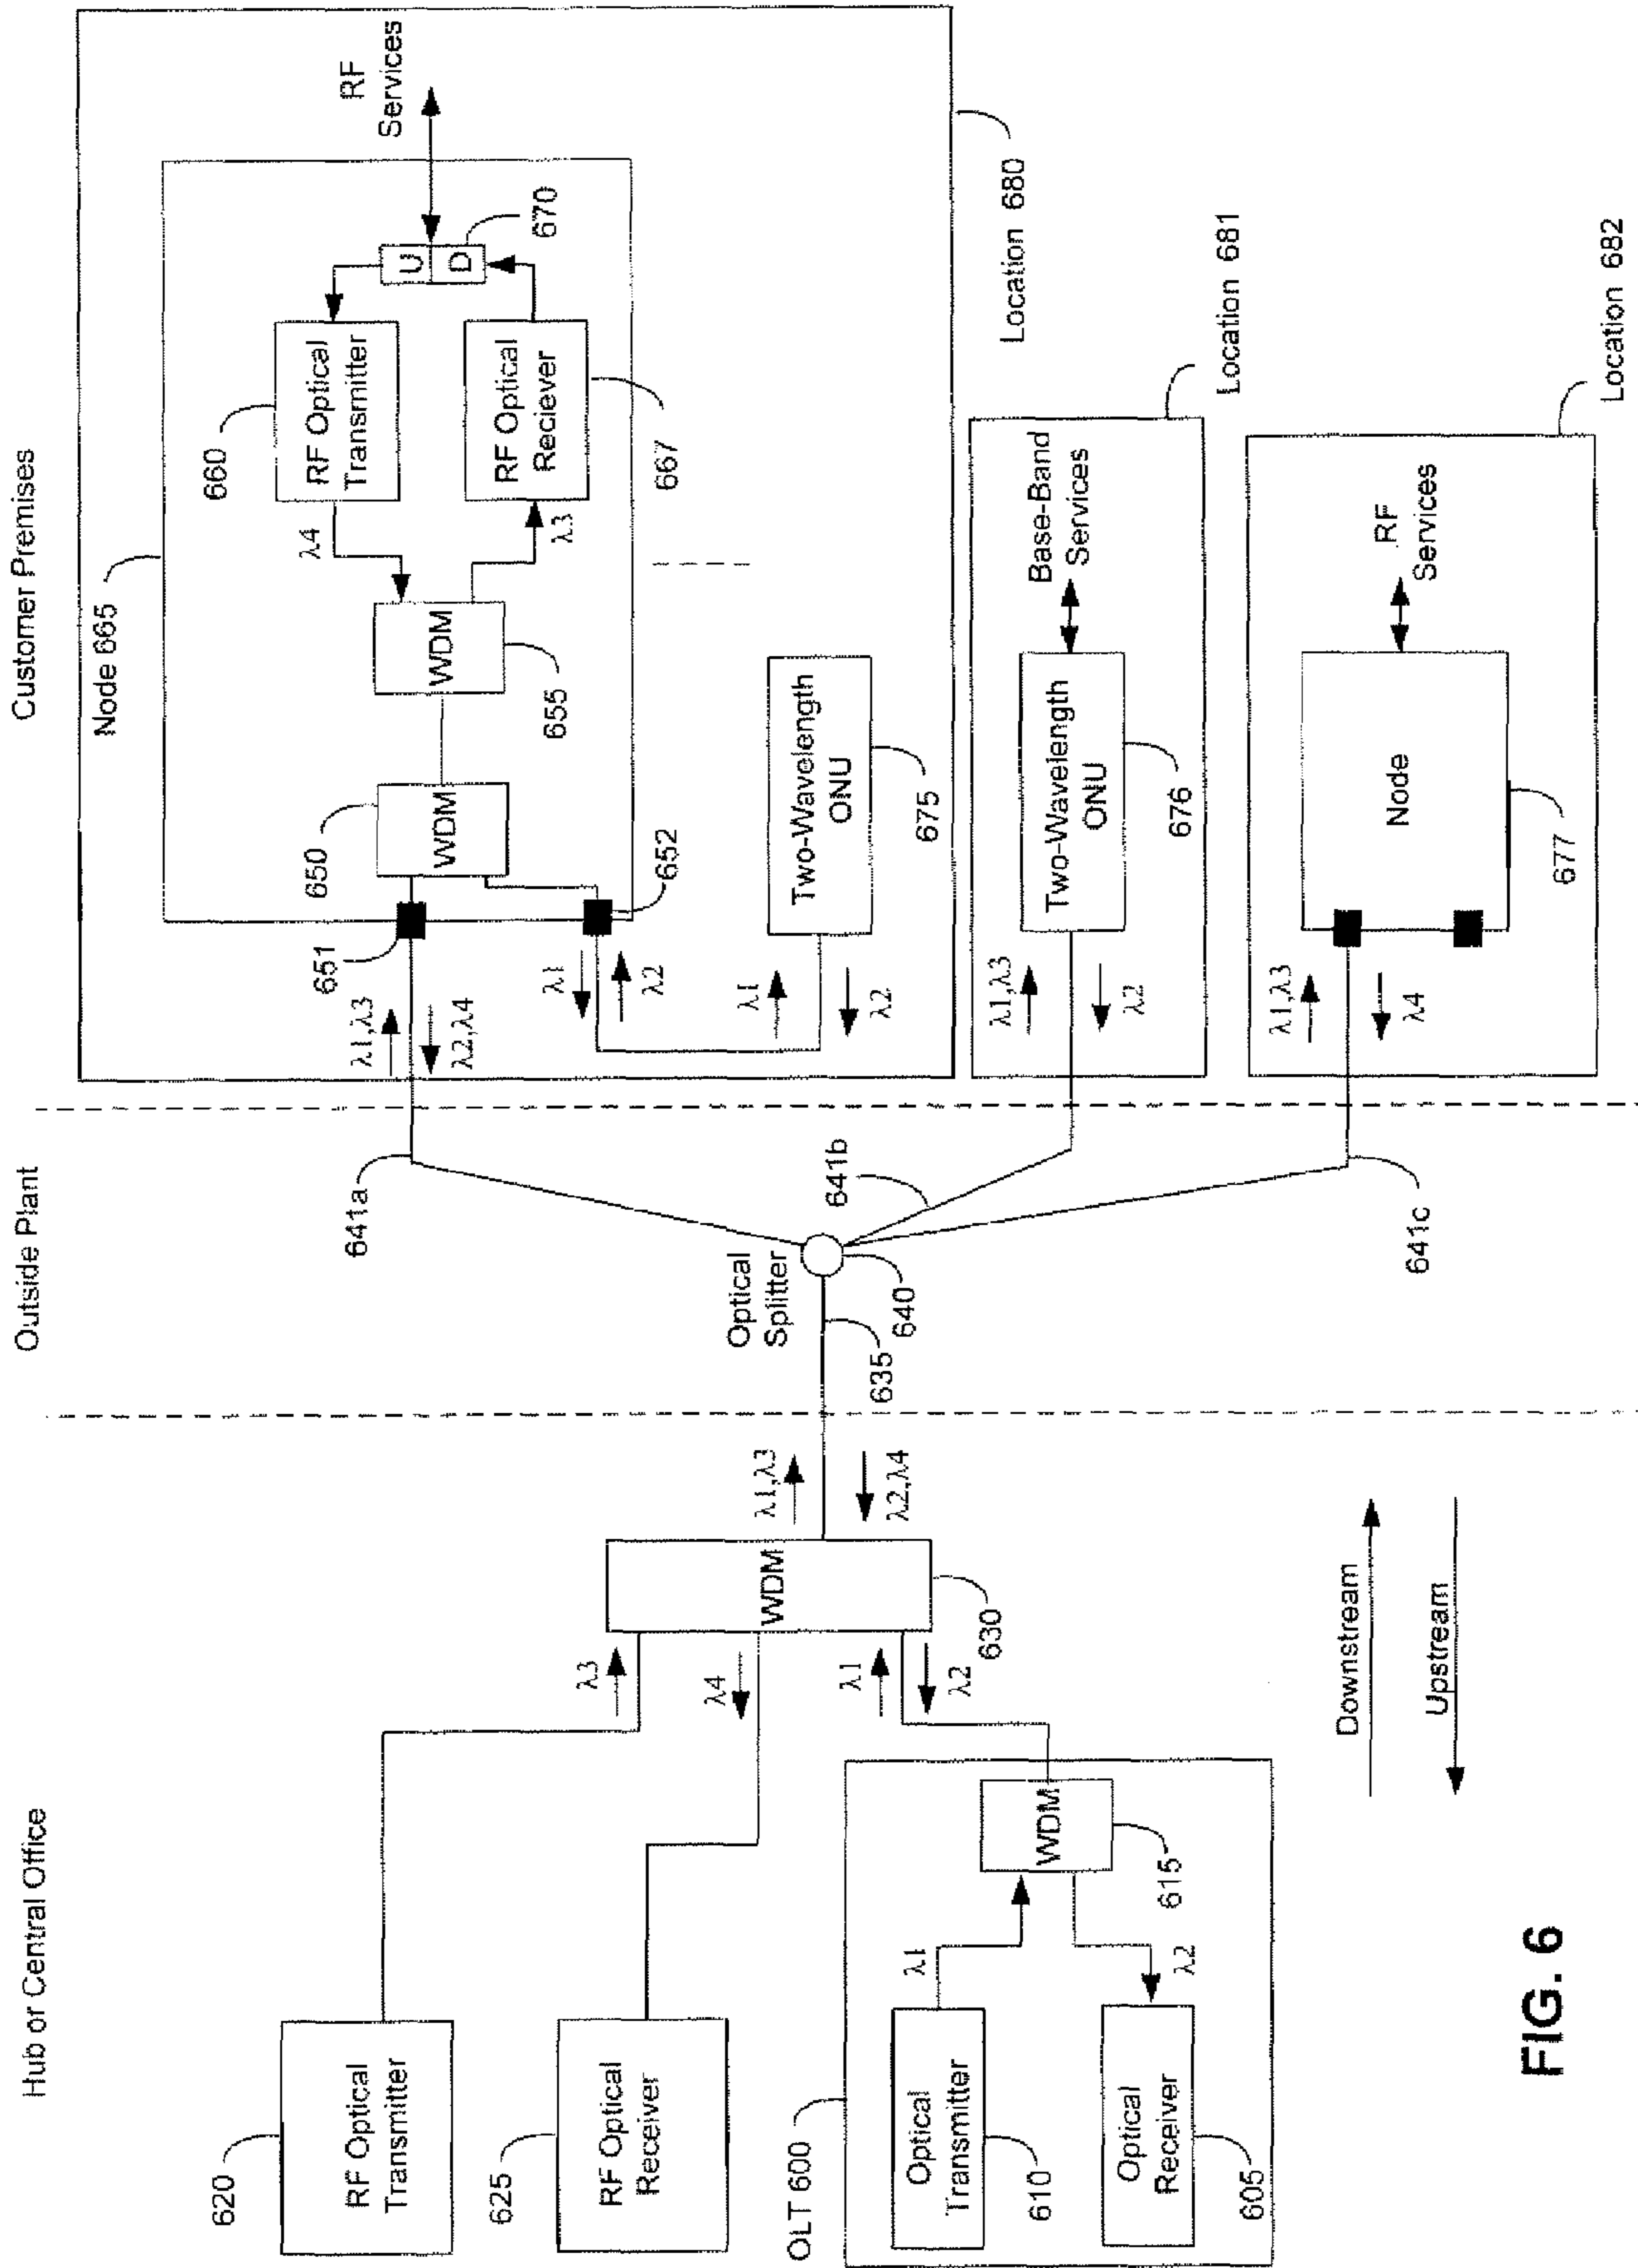 Hub or Central Office
Outside Plant
Customer Premises
620
RF Optical
Transmitter
625
RF Optical
Receiver
OLT 600
Optical
Transmitter
610
Optical
Receiver
605
λ1
λ2
WDM
615
λ3
λ4
λ1
λ2
WDM
630
λ1,λ3
λ2,λ4
635
Optical
Splitter
640
641a
641b
641c
Node 665
λ1,λ3
λ2,λ4
651
650
WDM
652
WDM
655
λ4
λ3
660
RF Optical
Transmitter
RF Optical
Reciever
667
U
D
670
RF
Services
λ1
λ2
λ1
λ2
Two-Wavelength
ONU
675
Location 680
λ1,λ3
λ2
Two-Wavelength
ONU
676
Base-Band
Services
Location 681
λ1,λ3
λ4
Node
677
RF
Services
Location 682
Downstream
Upstream
FIG. 6